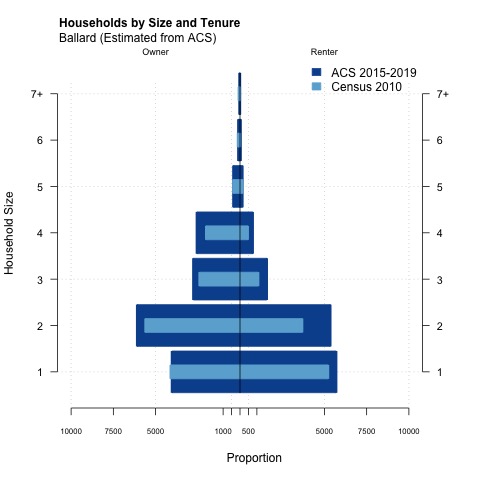 Households by Size and Tenure
Ballard (Estimated from ACS)
Owner
Renter
ACS 2015-2019
Census 2010
7+
7+
6
6
5
5
4
4
3
3
2
2
1
1
Household Size
10000 7500 5000 1000 500 5000 7500 10000
Proportion